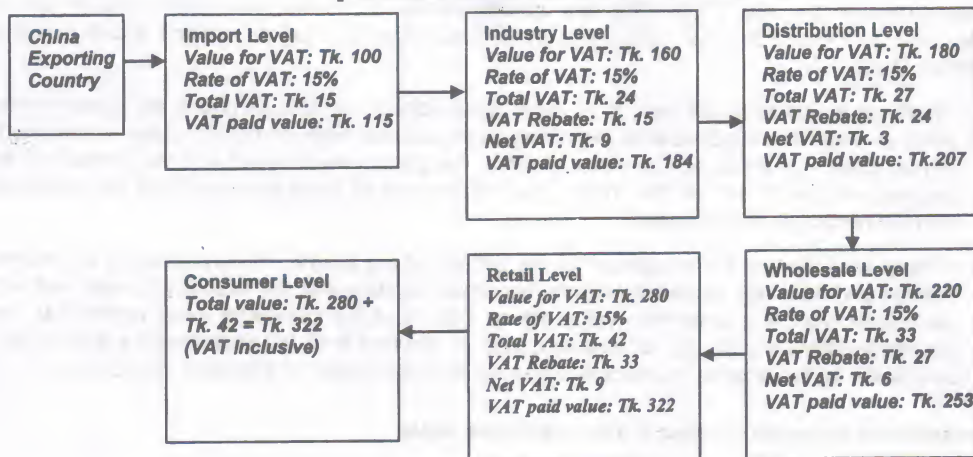 China
Exporting
Country
Import Level
Value for VAT: Tk. 100
Rate of VAT: 15%
Total VAT: Tk. 15
VAT paid value: Tk. 115
Industry Level
Value for VAT: Tk. 160
Rate of VAT: 15%
Total VAT: Tk. 24
VAT Rebate: Tk. 15
Net VAT: Tk. 9
VAT paid value: Tk. 184
Distribution Level
Value for VAT: Tk. 180
Rate of VAT: 15%
Total VAT: Tk. 27
VAT Rebate: Tk. 24
Net VAT: Tk. 3
VAT paid value: Tk.207
Wholesale Level
Value for VAT: Tk. 220
Rate of VAT: 15%
Total VAT: Tk. 33
VAT Rebate: Tk. 27
Net VAT: Tk. 6
VAT paid value: Tk. 253
Retail Level
Value for VAT: Tk. 280
Rate of VAT: 15%
Total VAT: Tk. 42
VAT Rebate: Tk. 33
Net VAT: Tk. 9
VAT paid value: Tk. 322
Consumer Level
Total value: Tk. 280 +
Tk. 42 = Tk. 322
(VAT Inclusive)